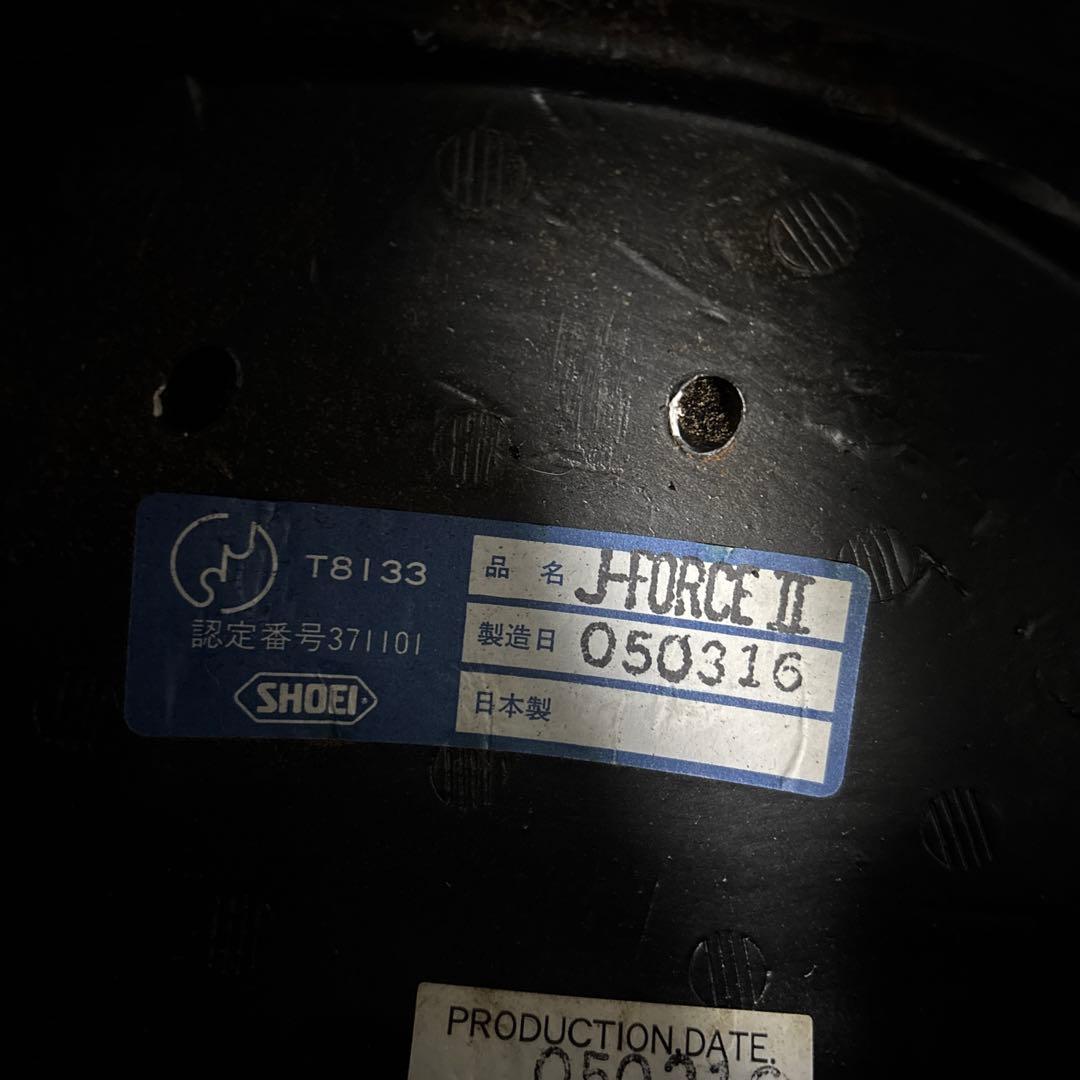 T8133
認定番号371101
SHOEI
品 名 J-FORCE II
製造日 050316
日本製
PRODUCTION.DATE.
050316